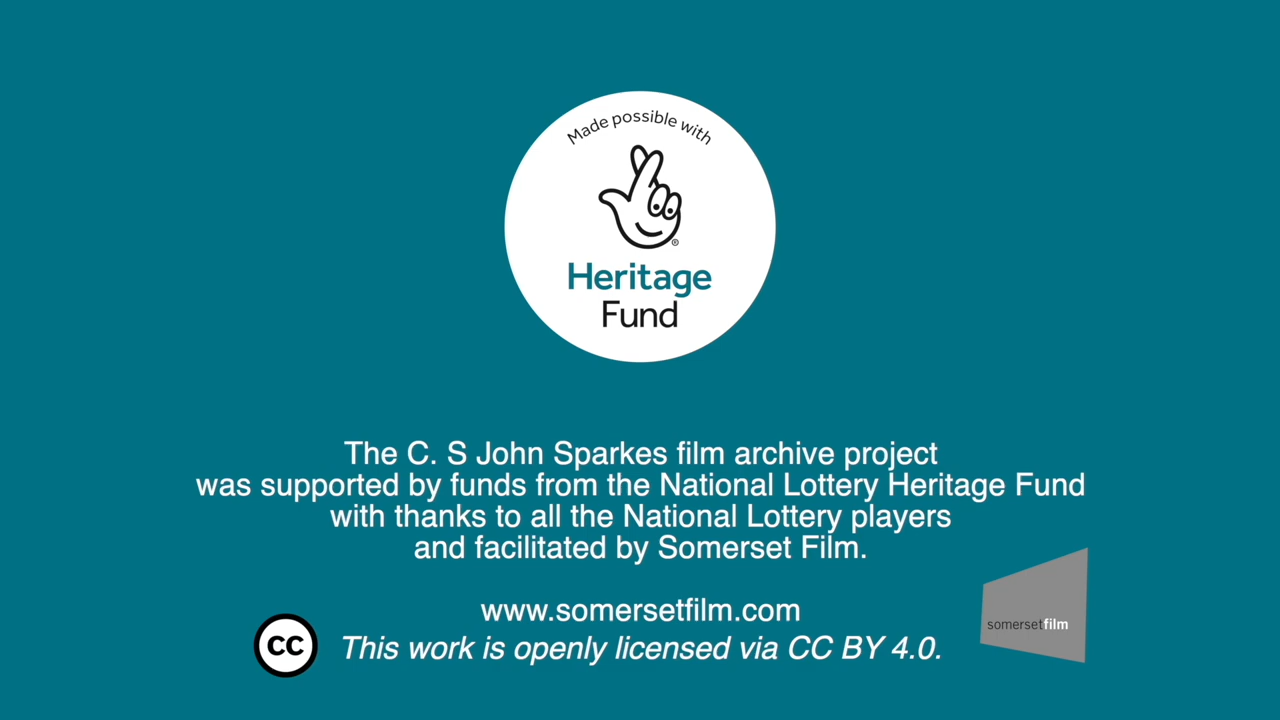 Made possible with
®
Heritage
Fund
The C. S John Sparkes film archive project
was supported by funds from the National Lottery Heritage Fund
with thanks to all the National Lottery players
and facilitated by Somerset Film.
somersetfilm
www.somersetfilm.com
cc
This work is openly licensed via CC BY 4.0.